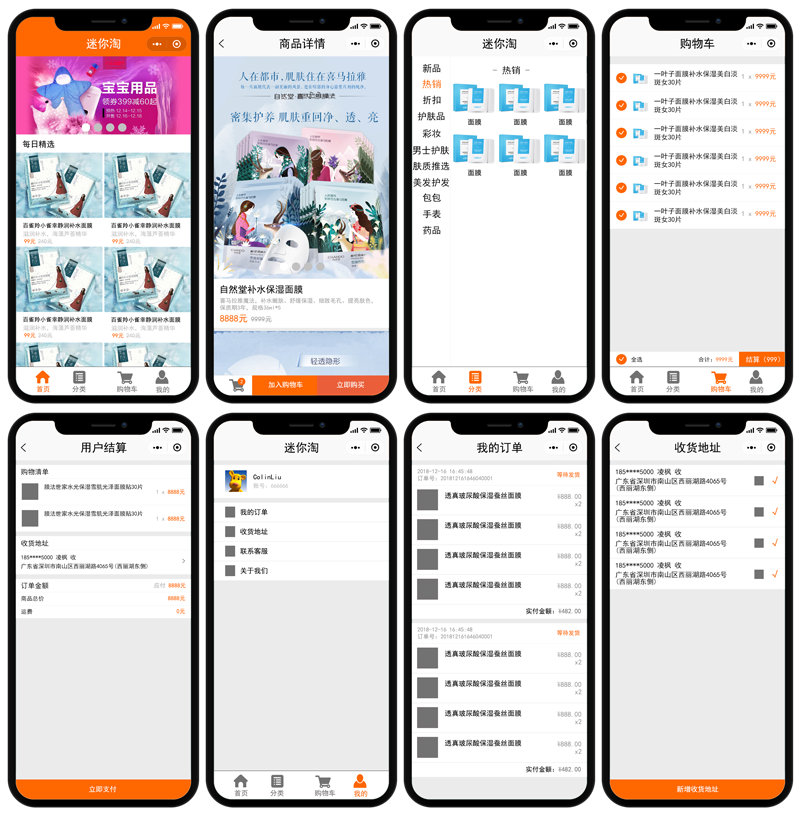 迷你淘
宝宝用品
领券399减60起
预热 12.14-12.15
开售 12.16-12.18
每日精选
百雀羚小雀幸静润补水面膜
滋润补水，海藻芦荟精华
99元 240元
百雀羚小雀幸静润补水面膜
滋润补水，海藻芦荟精华
99元 240元
百雀羚小雀幸静润补水面膜
滋润补水，海藻芦荟精华
99元 240元
百雀羚小雀幸静润补水面膜
滋润补水，海藻芦荟精华
99元 240元
首页
分类
购物车
我的
商品详情
人在都市，肌肤住在喜马拉雅
自然堂·喜马拉雅膜法
密集护养 肌肤重回净、透、亮
自然堂补水保湿面膜
喜马拉雅魔法，补水嫩肤，舒缓保湿，细致毛孔，提亮肤色，
保质期3年，规格26ml*5
8888元 9999元
轻透隐形
加入购物车
立即购买
迷你淘
新品
热销
折扣
护肤品
彩妆
男士护肤
肤质推选
美发护发
包包
手表
药品
— 热销 —
面膜
面膜
面膜
面膜
面膜
面膜
首页
分类
购物车
我的
购物车
一叶子面膜补水保湿美白淡
斑女30片
1 x 9999元
一叶子面膜补水保湿美白淡
斑女30片
1 x 9999元
一叶子面膜补水保湿美白淡
斑女30片
1 x 9999元
一叶子面膜补水保湿美白淡
斑女30片
1 x 9999元
一叶子面膜补水保湿美白淡
斑女30片
1 x 9999元
一叶子面膜补水保湿美白淡
斑女30片
1 x 9999元
全选
合计：9999元
结算（999）
首页
分类
购物车
我的
用户结算
购物清单
膜法世家水光保湿雪肌光泽面膜贴30片
1 x 8888元
膜法世家水光保湿雪肌光泽面膜贴30片
1 x 8888元
收货地址
185****5000 凌枫 收
广东省深圳市南山区西丽湖路4065号(西丽湖东侧)
订单金额
应付 8888元
商品总价
8888元
运费
0元
立即支付
迷你淘
ColinLiu
账号：666666
我的订单
收货地址
联系客服
关于我们
首页
分类
购物车
我的
我的订单
2018-12-16 16:45:48
订单号：201812161646040001
等待发货
透真玻尿酸保湿蚕丝面膜
¥888.00
x2
透真玻尿酸保湿蚕丝面膜
¥888.00
x2
透真玻尿酸保湿蚕丝面膜
¥888.00
x2
透真玻尿酸保湿蚕丝面膜
¥888.00
x2
实付金额：¥482.00
2018-12-16 16:45:48
订单号：201812161646040001
等待发货
透真玻尿酸保湿蚕丝面膜
¥888.00
x2
透真玻尿酸保湿蚕丝面膜
¥888.00
x2
透真玻尿酸保湿蚕丝面膜
¥888.00
x2
透真玻尿酸保湿蚕丝面膜
¥888.00
x2
实付金额：¥482.00
收货地址
185****5000 凌枫 收
广东省深圳市南山区西丽湖路4065号
(西丽湖东侧)
185****5000 凌枫 收
广东省深圳市南山区西丽湖路4065号
(西丽湖东侧)
185****5000 凌枫 收
广东省深圳市南山区西丽湖路4065号
(西丽湖东侧)
185****5000 凌枫 收
广东省深圳市南山区西丽湖路4065号
(西丽湖东侧)
新增收货地址